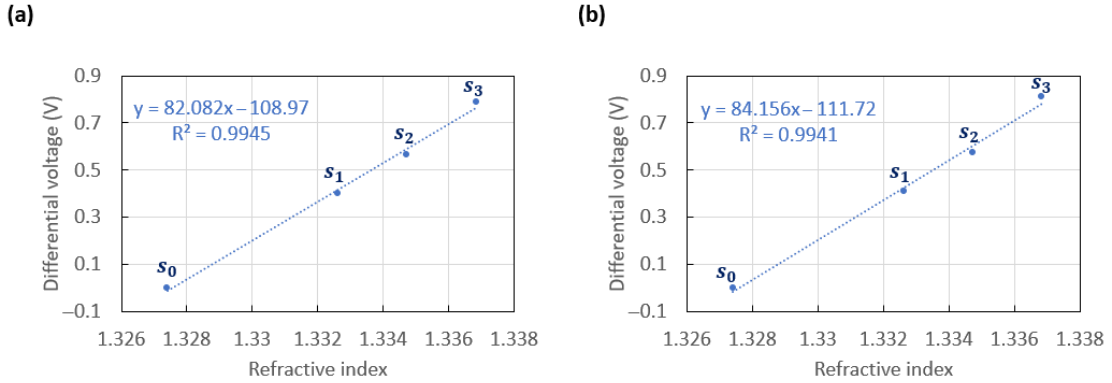 (a)
(b)
0.9
0.7
0.5
0.3
0.1
–0.1
Differential voltage (V)
y = 82.082x – 108.97
R² = 0.9945
s₀
s₁
s₂
s₃
1.326 1.328 1.33 1.332 1.334 1.336 1.338
Refractive index
0.9
0.7
0.5
0.3
0.1
–0.1
Differential voltage (V)
y = 84.156x – 111.72
R² = 0.9941
s₀
s₁
s₂
s₃
1.326 1.328 1.33 1.332 1.334 1.336 1.338
Refractive index